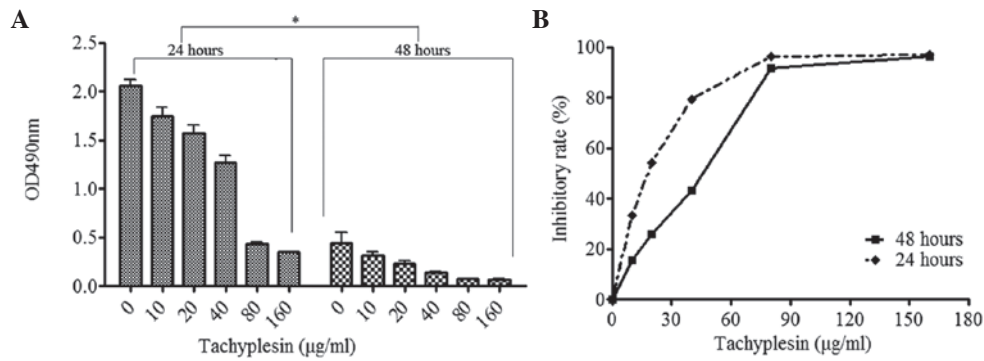 A
*
24 hours
48 hours
2.5
2.0
1.5
1.0
0.5
0.0
OD490nm
0 10 20 40 80 160 0 10 20 40 80 160
Tachyplesin (μg/ml)
B
100
80
60
40
20
0
Inhibitory rate (%)
48 hours
24 hours
0 30 60 90 120 150 180
Tachyplesin (μg/ml)